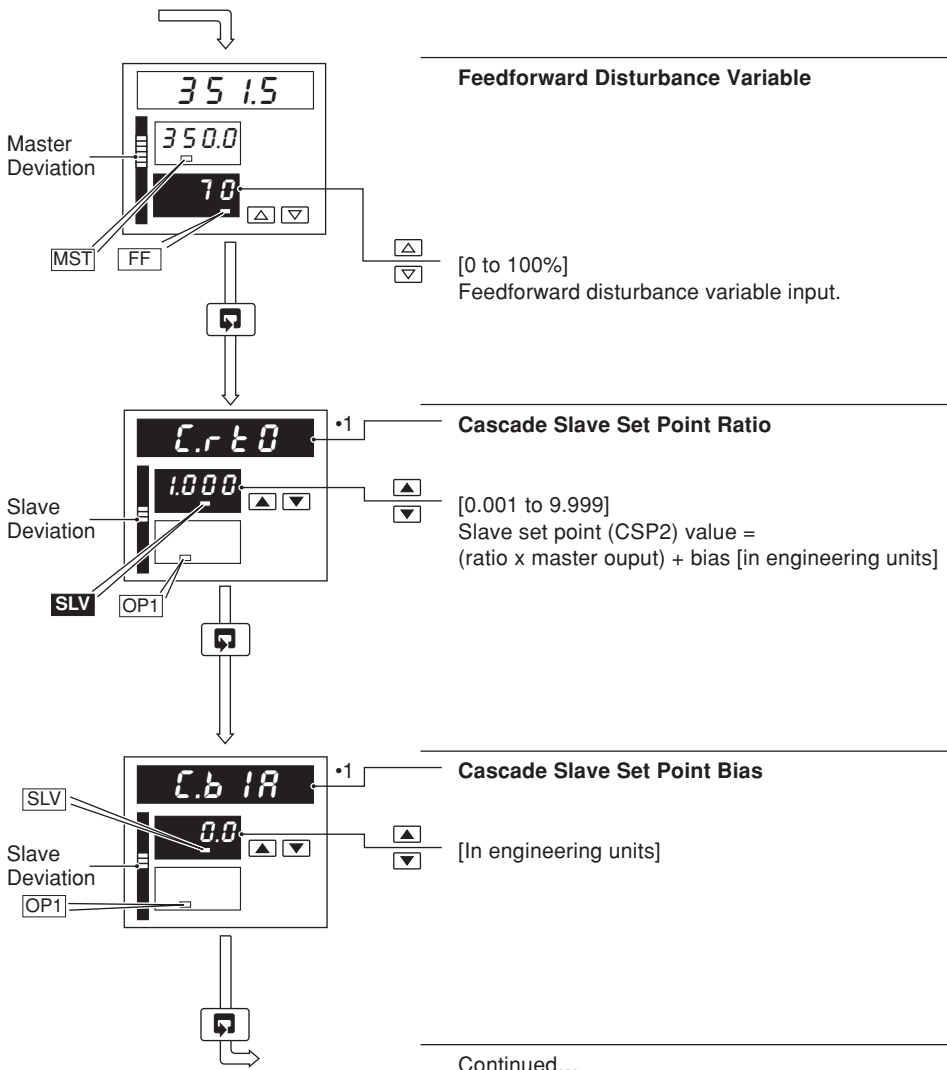 351.5
Feedforward Disturbance Variable
Master
Deviation
350.0
70
MST
FF
[0 to 100%]
Feedforward disturbance variable input.
C.rtO
•1
Cascade Slave Set Point Ratio
1.000
Slave
Deviation
[0.001 to 9.999]
Slave set point (CSP2) value =
(ratio x master ouput) + bias [in engineering units]
SLV
OP1
C.bIA
•1
Cascade Slave Set Point Bias
SLV
0.0
Slave
Deviation
[In engineering units]
OP1
Continued…